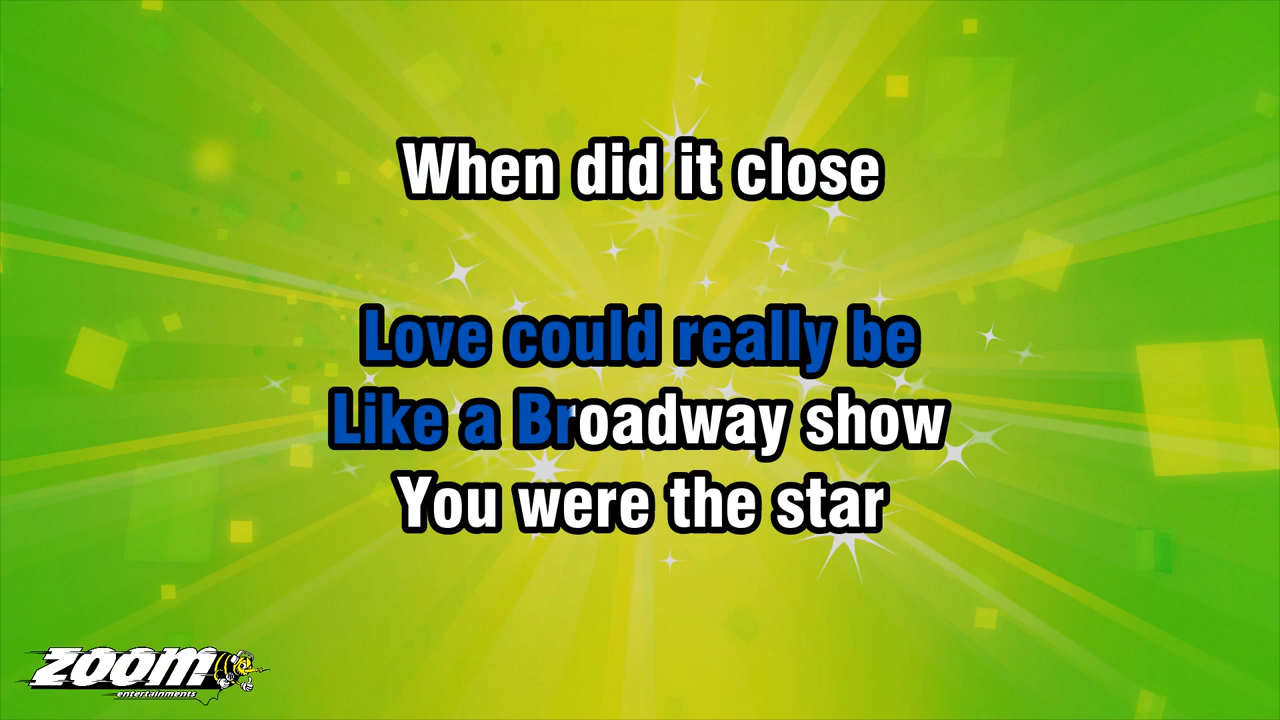 When did it close
Love could really be
Like a Broadway show
You were the star
ZOOM
entertainments